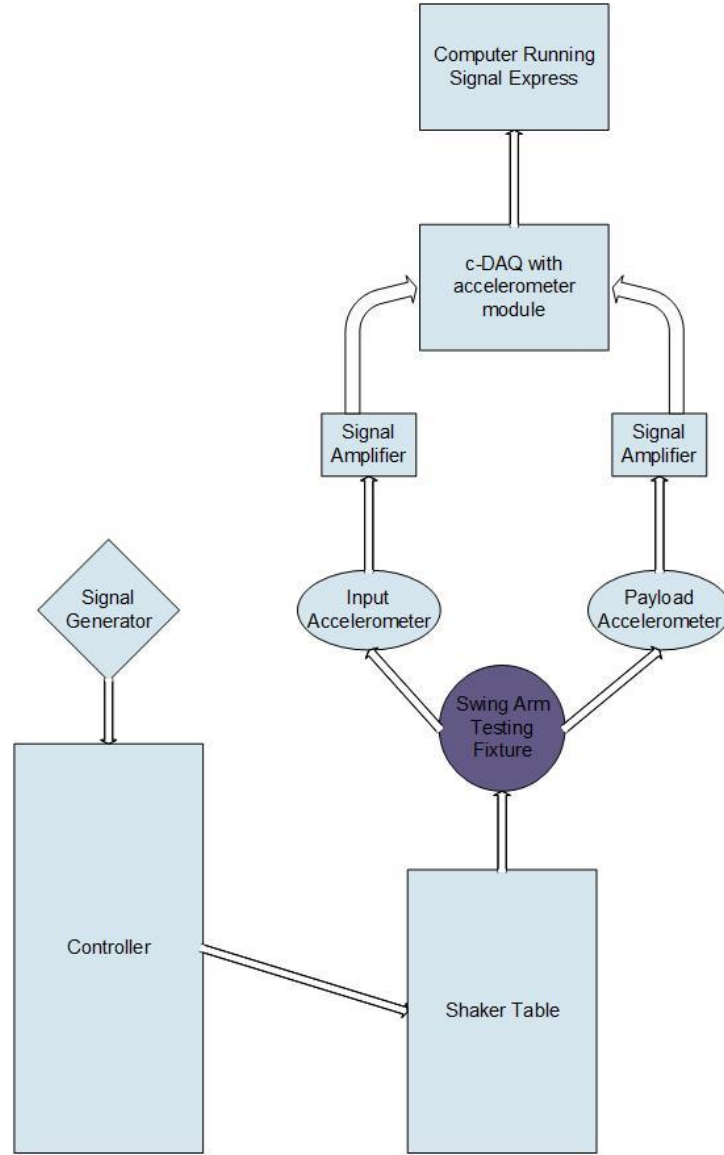 Computer Running
Signal Express
c-DAQ with
accelerometer
module
Signal
Amplifier
Signal
Amplifier
Signal
Generator
Input
Accelerometer
Payload
Accelerometer
Swing Arm
Testing
Fixture
Controller
Shaker Table